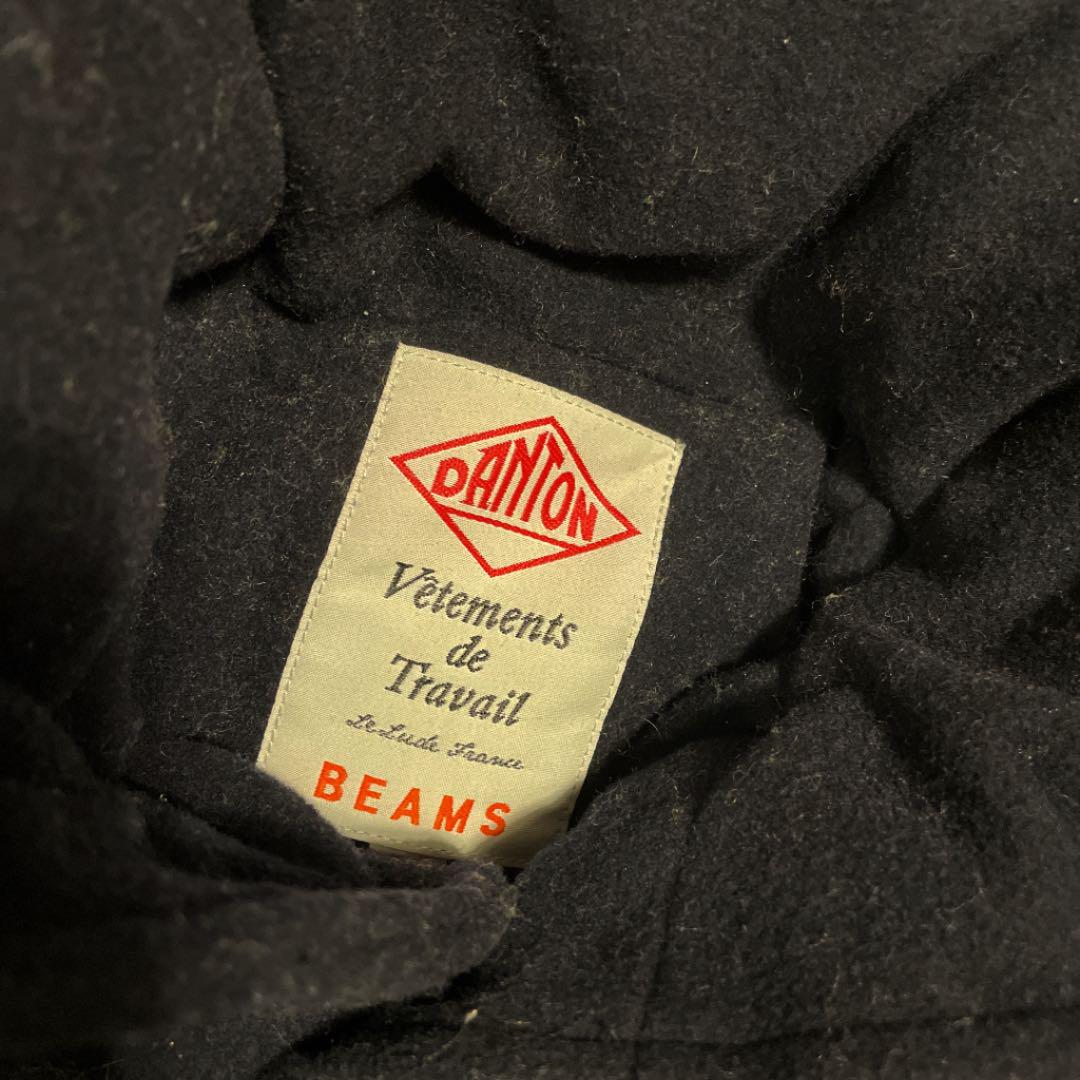 DANTON
Vêtements
de
Travail
Le Lude France
BEAMS